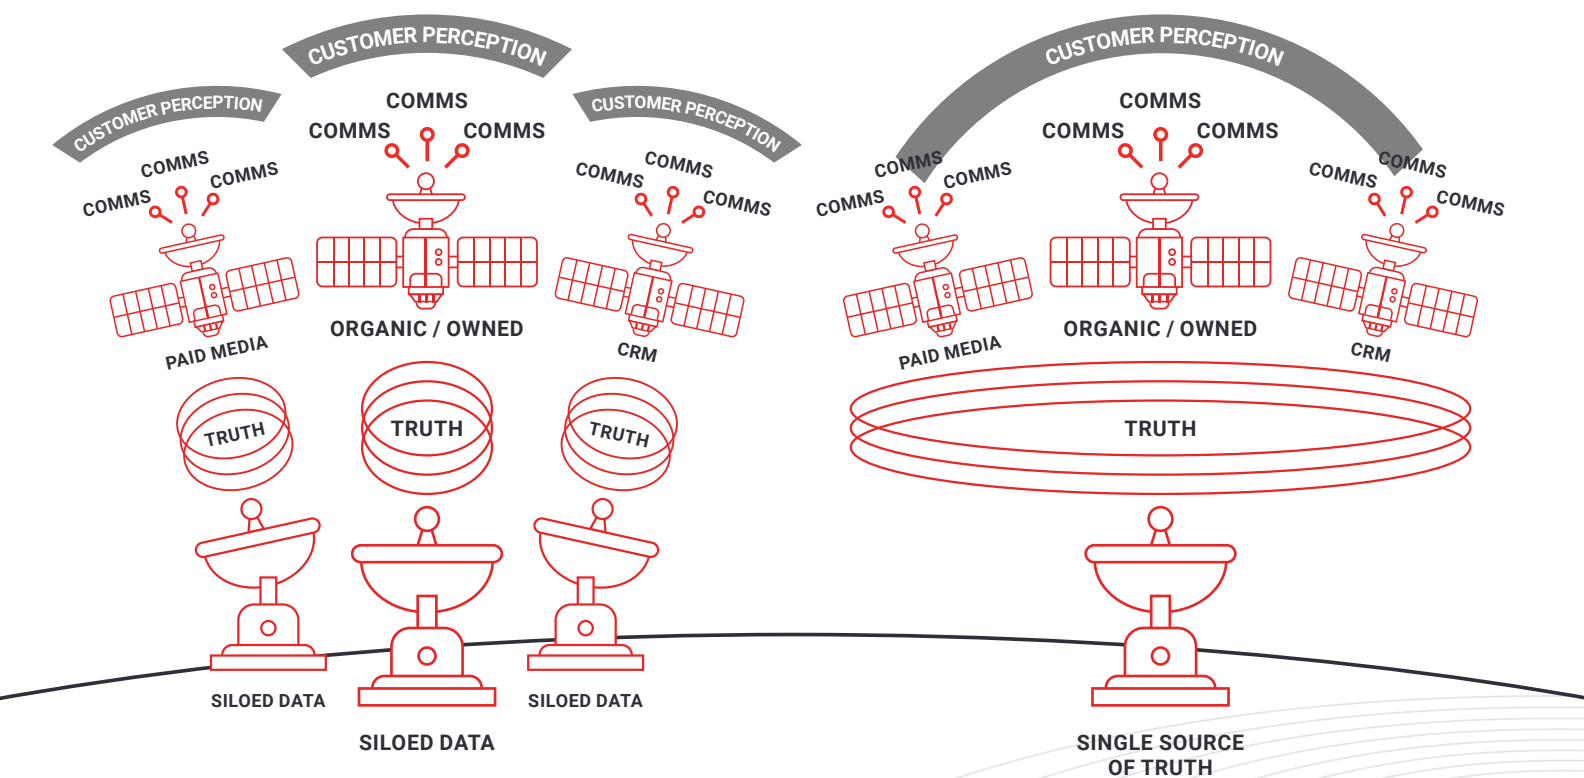 CUSTOMER PERCEPTION
CUSTOMER PERCEPTION
CUSTOMER PERCEPTION
COMMS
COMMS
COMMS
COMMS
COMMS
COMMS
COMMS
COMMS
COMMS
PAID MEDIA
ORGANIC / OWNED
CRM
TRUTH
TRUTH
TRUTH
SILOED DATA
SILOED DATA
SILOED DATA
CUSTOMER PERCEPTION
COMMS
COMMS
COMMS
COMMS
COMMS
COMMS
COMMS
COMMS
COMMS
PAID MEDIA
ORGANIC / OWNED
CRM
TRUTH
SINGLE SOURCE
OF TRUTH